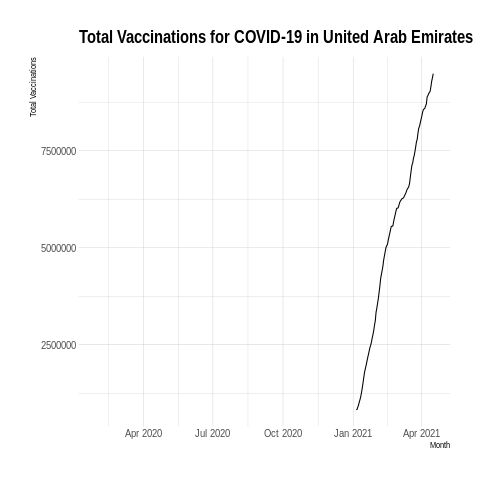 Total Vaccinations for COVID-19 in United Arab Emirates
Total Vaccinations
7500000
5000000
2500000
Apr 2020 Jul 2020 Oct 2020 Jan 2021 Apr 2021
Month